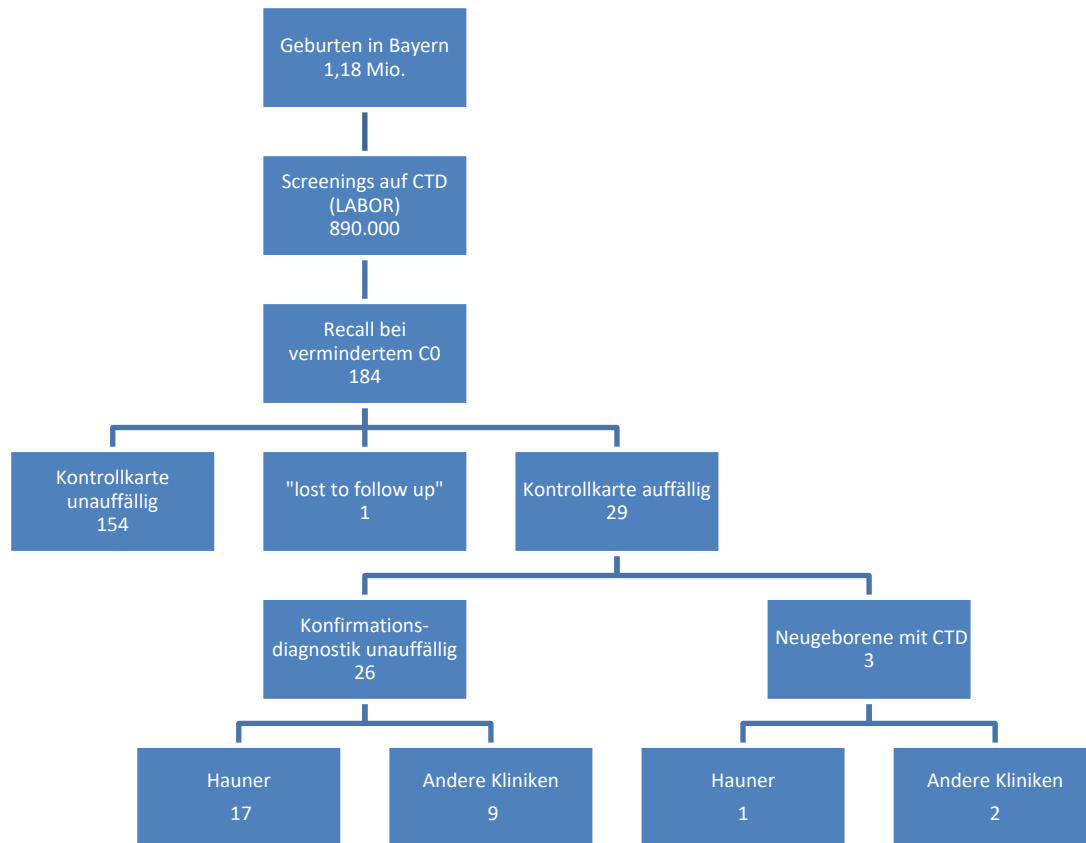 Geburten in Bayern
1,18 Mio.
Screenings auf CTD
(LABOR)
890.000
Recall bei
vermindertem C0
184
Kontrollkarte
unauffällig
154
"lost to follow up"
1
Kontrollkarte auffällig
29
Konfirmations-
diagnostik unauffällig
26
Neugeborene mit CTD
3
Hauner
17
Andere Kliniken
9
Hauner
1
Andere Kliniken
2